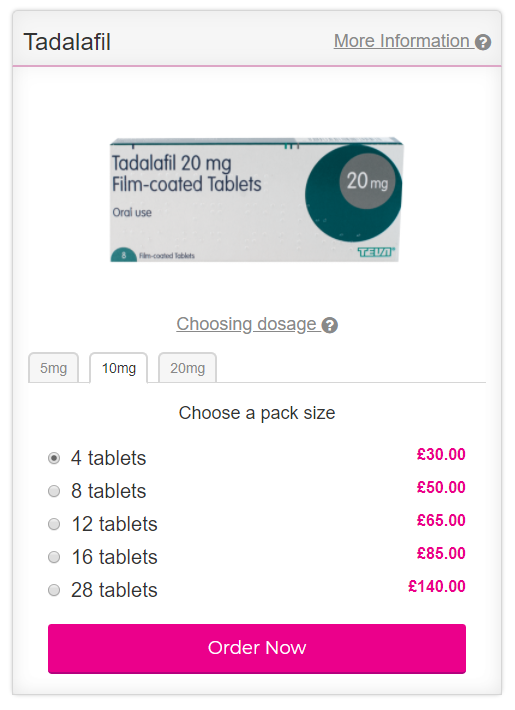 Tadalafil
More Information ?
Tadalafil 20 mg
Film-coated Tablets
20 mg
Oral use
8 Film-coated Tablets
TEVA
Choosing dosage ?
5mg 10mg 20mg
Choose a pack size
4 tablets £30.00
8 tablets £50.00
12 tablets £65.00
16 tablets £85.00
28 tablets £140.00
Order Now